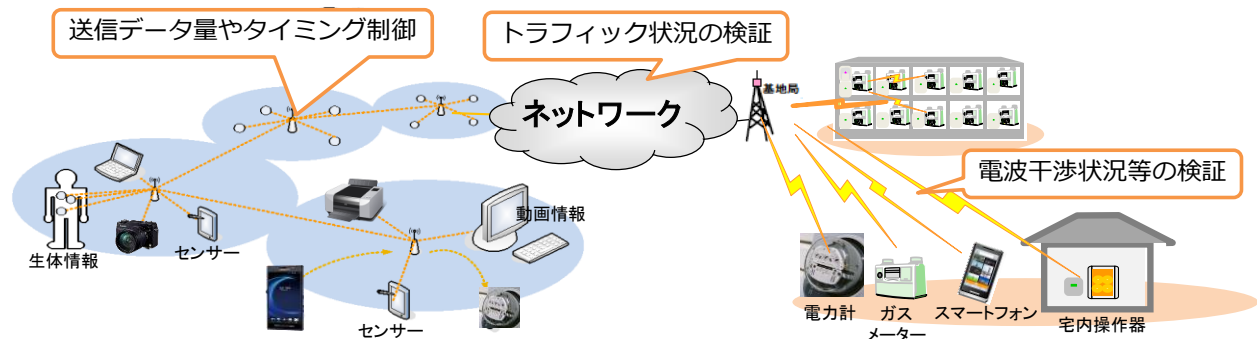 送信データ量やタイミング制御
トラフィック状況の検証
基地局
ネットワーク
電波干渉状況等の検証
動画情報
生体情報
センサー
センサー
電力計
ガス
メーター
スマートフォン
宅内操作器